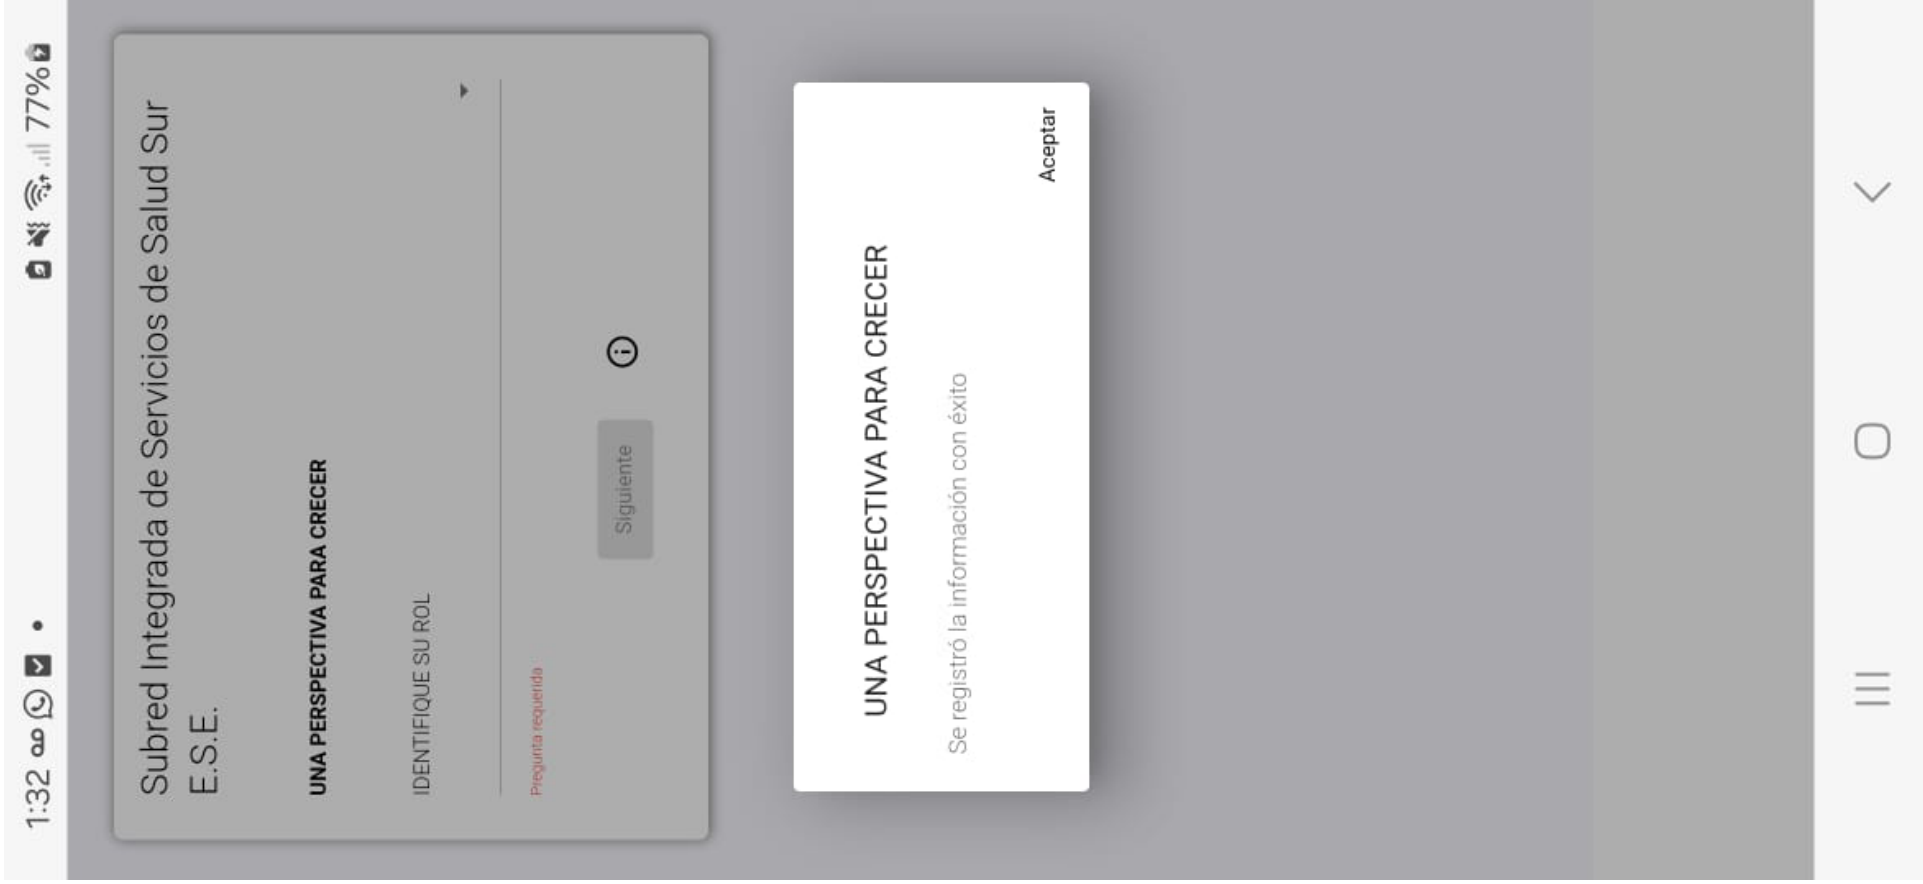 1:32
77%
Subred Integrada de Servicios de Salud Sur
E.S.E.
UNA PERSPECTIVA PARA CRECER
IDENTIFIQUE SU ROL
Pregunta requerida
Siguiente
UNA PERSPECTIVA PARA CRECER
Se registró la información con éxito
Aceptar